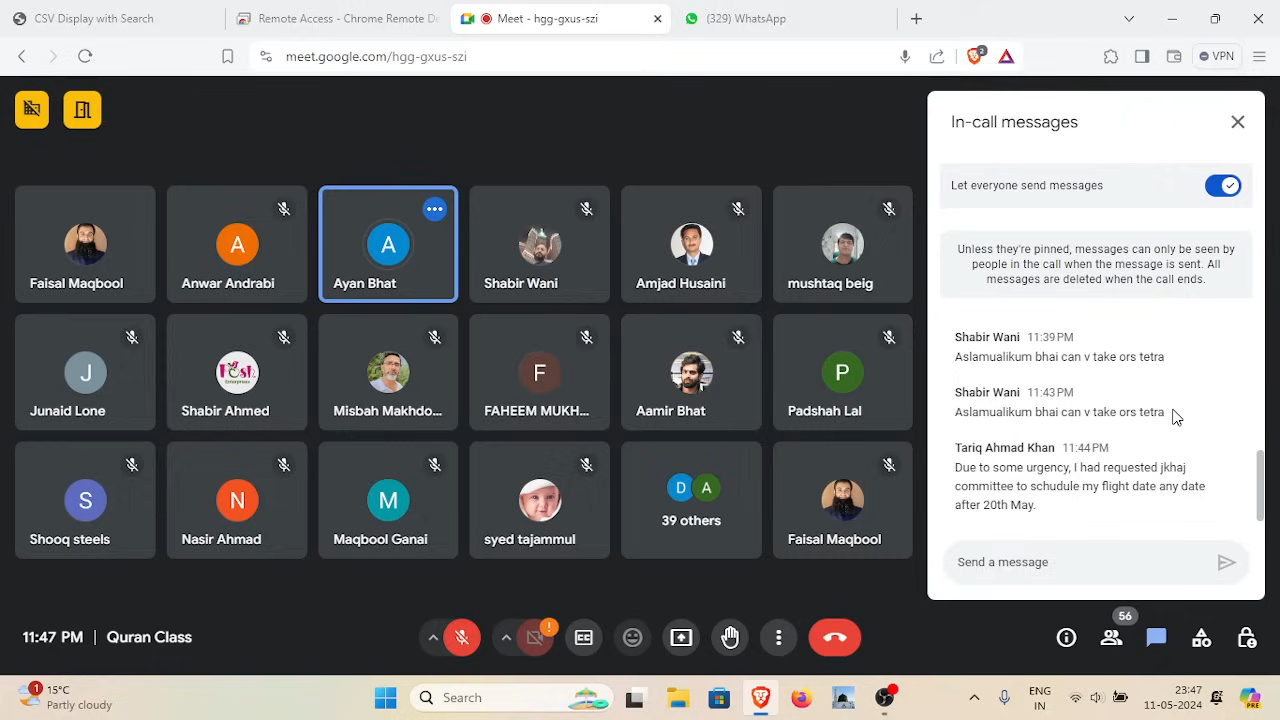 CSV Display with Search
Remote Access - Chrome Remote D
Meet - hgg-gxus-szi
(329) WhatsApp
meet.google.com/hgg-gxus-szi
2
VPN
In-call messages
Let everyone send messages
Unless they're pinned, messages can only be seen by
people in the call when the message is sent. All
messages are deleted when the call ends.
Shabir Wani 11:39 PM
Aslamualikum bhai can v take ors tetra
Shabir Wani 11:43 PM
Aslamualikum bhai can v take ors tetra
Tariq Ahmad Khan 11:44 PM
Due to some urgency, I had requested jkhaj
committee to schudule my flight date any date
after 20th May.
Send a message
A
A
Faisal Maqbool
Anwar Andrabi
Ayan Bhat
Shabir Wani
Amjad Husaini
mushtaq beig
J
F
P
Junaid Lone
Shabir Ahmed
Misbah Makhdo...
FAHEEM MUKH...
Aamir Bhat
Padshah Lal
S
N
M
D
A
Shooq steels
Nasir Ahmad
Maqbool Ganai
syed tajammul
39 others
Faisal Maqbool
11:47 PM | Quran Class
!
56
1
15°C
Partly cloudy
Search
ENG
IN
23:47
11-05-2024
PRE